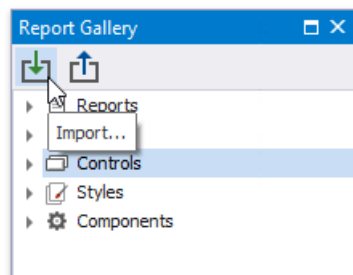 Report Gallery
Reports
Import...
Controls
Styles
Components